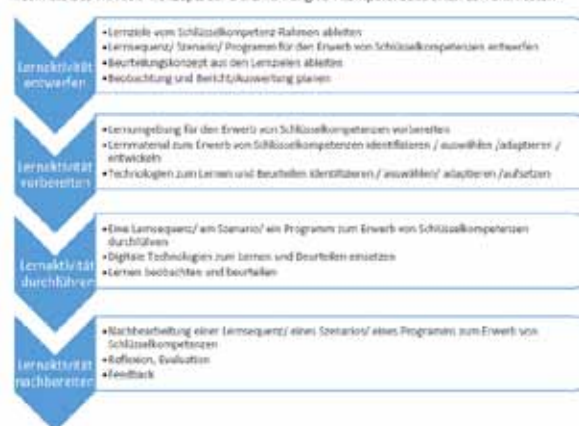 Lernaktivität
entwerfen
•Lernziele vom Schlüsselkompetenz-Rahmen ableiten
•Lernsequenz/ Szenario/ Programm für den Erwerb von Schlüsselkompetenzen entwerfen
•Beurteilungskonzept aus den Lernzielen ableiten
•Beobachtung und Bericht/Auswertung planen
Lernaktivität
vorbereiten
•Lernumgebung für den Erwerb von Schlüsselkompetenzen vorbereiten
•Lernmaterial zum Erwerb von Schlüsselkompetenzen identifizieren / auswählen /adaptieren /
entwickeln
•Technologien zum Lernen und Beurteilen identifizieren / auswählen/ adaptieren /aufsetzen
Lernaktivität
durchführen
•Eine Lernsequenz/ ein Szenario/ ein Programm zum Erwerb von Schlüsselkompetenzen
durchführen
•Digitale Technologien zum Lernen und Beurteilen einsetzen
•Lernen beobachten und beurteilen
Lernaktivität
nachbereiten
•Nachbearbeitung einer Lernsequenz/ eines Szenarios/ eines Programms zum Erwerb von
Schlüsselkompetenzen
•Reflexion, Evaluation
•Feedback